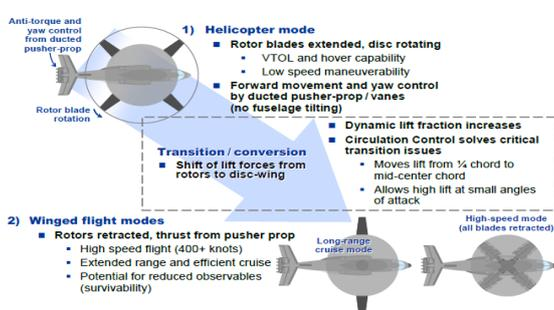 Anti-torque and
yaw control
from ducted
pusher-prop
Rotor blade
rotation
1) Helicopter mode
Rotor blades extended, disc rotating
VTOL and hover capability
Low speed maneuverability
Forward movement and yaw control
by ducted pusher-prop / vanes
(no fuselage tilting)
Transition / conversion
Shift of lift forces from
rotors to disc-wing
Dynamic lift fraction increases
Circulation Control solves critical
transition issues
Moves lift from ¼ chord to
mid-center chord
Allows high lift at small angles
of attack
2) Winged flight modes
Rotors retracted, thrust from pusher prop
High speed flight (400+ knots)
Extended range and efficient cruise
Potential for reduced observables
(survivability)
Long-range
cruise mode
High-speed mode
(all blades retracted)